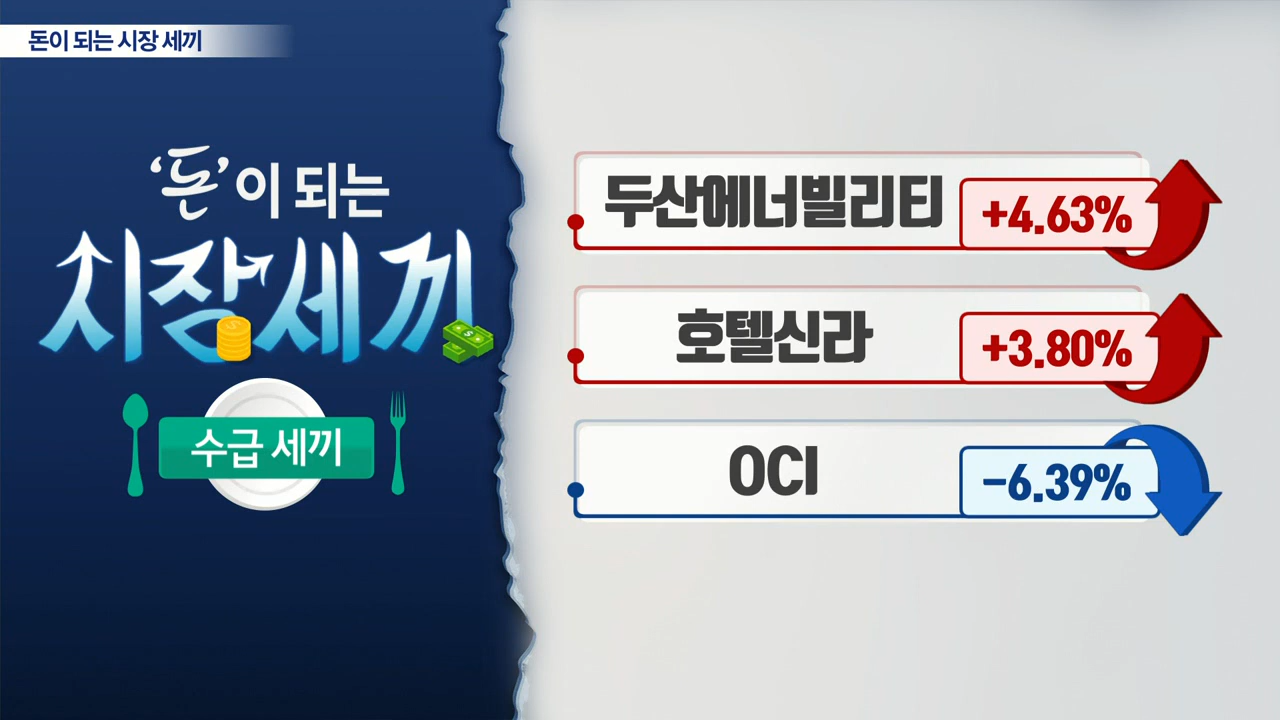 돈이 되는 시장 세끼
‘돈’이 되는
시장세끼
수급 세끼
두산에너빌리티 +4.63%
호텔신라 +3.80%
OCI -6.39%